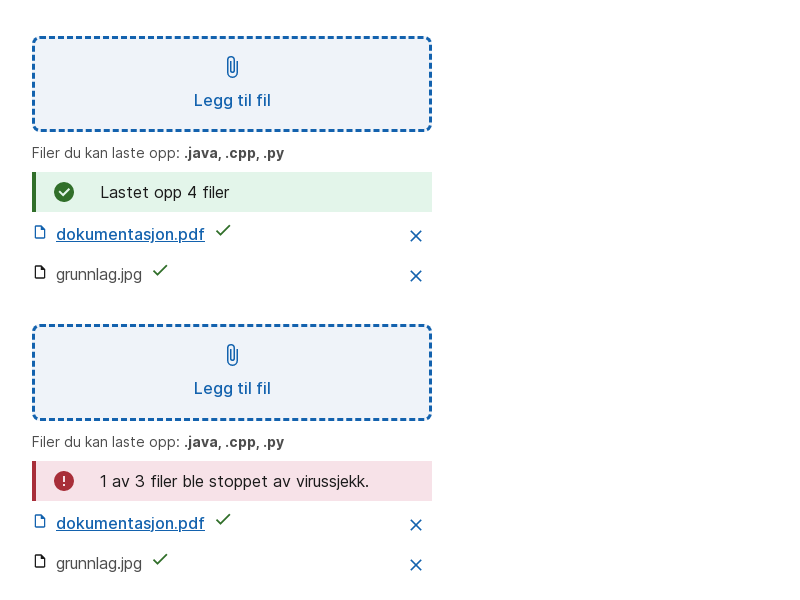 Legg til fil
Filer du kan laste opp: .java, .cpp, .py
Lastet opp 4 filer
dokumentasjon.pdf
grunnlag.jpg
Legg til fil
Filer du kan laste opp: .java, .cpp, .py
1 av 3 filer ble stoppet av virussjekk.
dokumentasjon.pdf
grunnlag.jpg